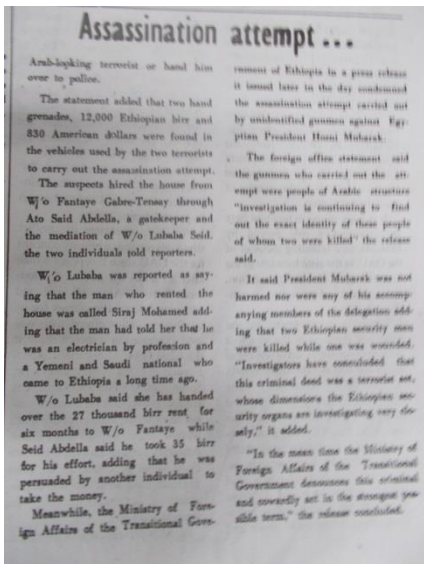 Assassination attempt ...
Arab-looking terrorist or hand him
over to police.
The statement added that two hand
grenades, 12,000 Ethiopian birr and
830 American dollars were found in
the vehicles used by the two terrorists
to carry out the assassination attempt.
The suspects hired the house from
W/o Fantaye Gabre-Tensay through
Ato Said Abdella, a gatekeeper and
the mediation of W/o Lubaba Seid.
the two individuals told reporters.
W/o Lubaba was reported as say-
ing that the man who rented the
house was called Siraj Mohamed add-
ing that the man had told her that he
was an electrician by profession and
a Yemeni and Saudi national who
came to Ethiopia a long time ago.
W/o Lubaba said she has handed
over the 27 thousand birr rent for
six months to W/o Fantaye while
Seid Abdella said he took 35 birr
for his effort, adding that he was
persuaded by another individual to
take the money.
Meanwhile, the Ministry of Fore-
ign Affairs of the Transitional Gove-
rnment of Ethiopia in a press release
it issued later in the day condemned
the assassination attempt carried out
by unidentified gunmen against Egy-
ptian President Hosni Mubarak.
The foreign office statement said
the gunmen who carried out the att-
empt were people of Arabic structure
"investigation is continuing to find
out the exact identity of these people
of whom two were killed" the release
said.
It said President Mubarak was not
harmed nor were any of his accomp-
anying members of the delegation add-
ing that two Ethiopian security men
were killed while one was wounded.
"Investigators have concluded that
this criminal deed was a terrorist act,
whose dimensions the Ethiopian sec-
urity organs are investigating very clo-
sely," it added.
"In the mean time the Ministry of
Foreign Affairs of the Transitional
Government denounces this criminal
and cowardly act in the strongest pos-
sible term," the release concluded.